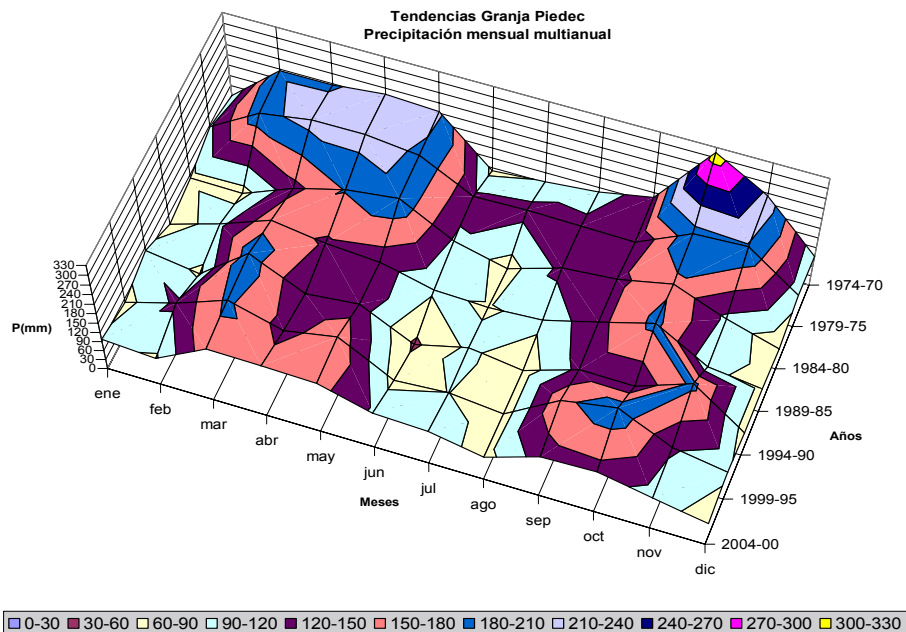 Tendencias Granja Piedec
Precipitación mensual multianual
330
300
270
240
210
180
150
120
90
60
30
0
P(mm)
ene
feb
mar
abr
may
jun
jul
ago
sep
oct
nov
dic
Meses
1974-70
1979-75
1984-80
1989-85
1994-90
1999-95
2004-00
Años
0-30 30-60 60-90 90-120 120-150 150-180 180-210 210-240 240-270 270-300 300-330